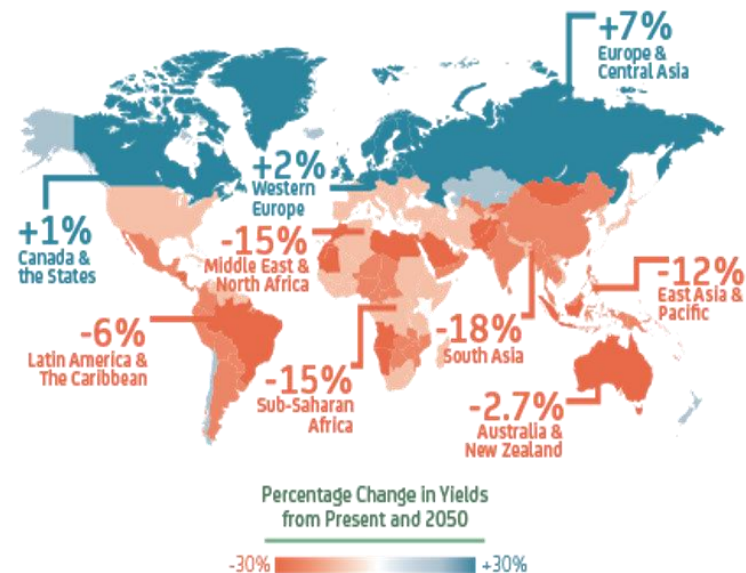 +7%
Europe &
Central Asia
+2%
Western
Europe
+1%
Canada &
the States
-15%
Middle East &
North Africa
-12%
East Asia &
Pacific
-6%
Latin America &
The Caribbean
-18%
South Asia
-15%
Sub-Saharan
Africa
-2.7%
Australia &
New Zealand
Percentage Change in Yields
from Present and 2050
-30%
+30%